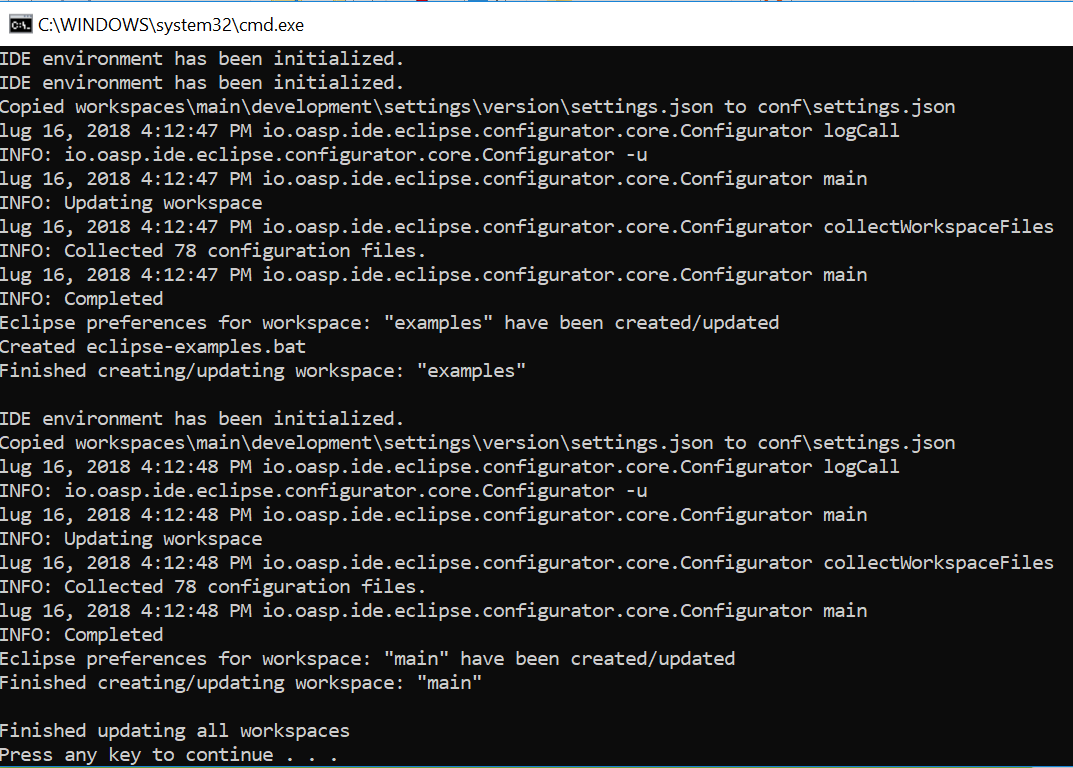 C:\WINDOWS\system32\cmd.exe
IDE environment has been initialized.
IDE environment has been initialized.
Copied workspaces\main\development\settings\version\settings.json to conf\settings.json
lug 16, 2018 4:12:47 PM io.oasp.ide.eclipse.configurator.core.Configurator logCall
INFO: io.oasp.ide.eclipse.configurator.core.Configurator -u
lug 16, 2018 4:12:47 PM io.oasp.ide.eclipse.configurator.core.Configurator main
INFO: Updating workspace
lug 16, 2018 4:12:47 PM io.oasp.ide.eclipse.configurator.core.Configurator collectWorkspaceFiles
INFO: Collected 78 configuration files.
lug 16, 2018 4:12:47 PM io.oasp.ide.eclipse.configurator.core.Configurator main
INFO: Completed
Eclipse preferences for workspace: "examples" have been created/updated
Created eclipse-examples.bat
Finished creating/updating workspace: "examples"
IDE environment has been initialized.
Copied workspaces\main\development\settings\version\settings.json to conf\settings.json
lug 16, 2018 4:12:48 PM io.oasp.ide.eclipse.configurator.core.Configurator logCall
INFO: io.oasp.ide.eclipse.configurator.core.Configurator -u
lug 16, 2018 4:12:48 PM io.oasp.ide.eclipse.configurator.core.Configurator main
INFO: Updating workspace
lug 16, 2018 4:12:48 PM io.oasp.ide.eclipse.configurator.core.Configurator collectWorkspaceFiles
INFO: Collected 78 configuration files.
lug 16, 2018 4:12:48 PM io.oasp.ide.eclipse.configurator.core.Configurator main
INFO: Completed
Eclipse preferences for workspace: "main" have been created/updated
Finished creating/updating workspace: "main"
Finished updating all workspaces
Press any key to continue . . .